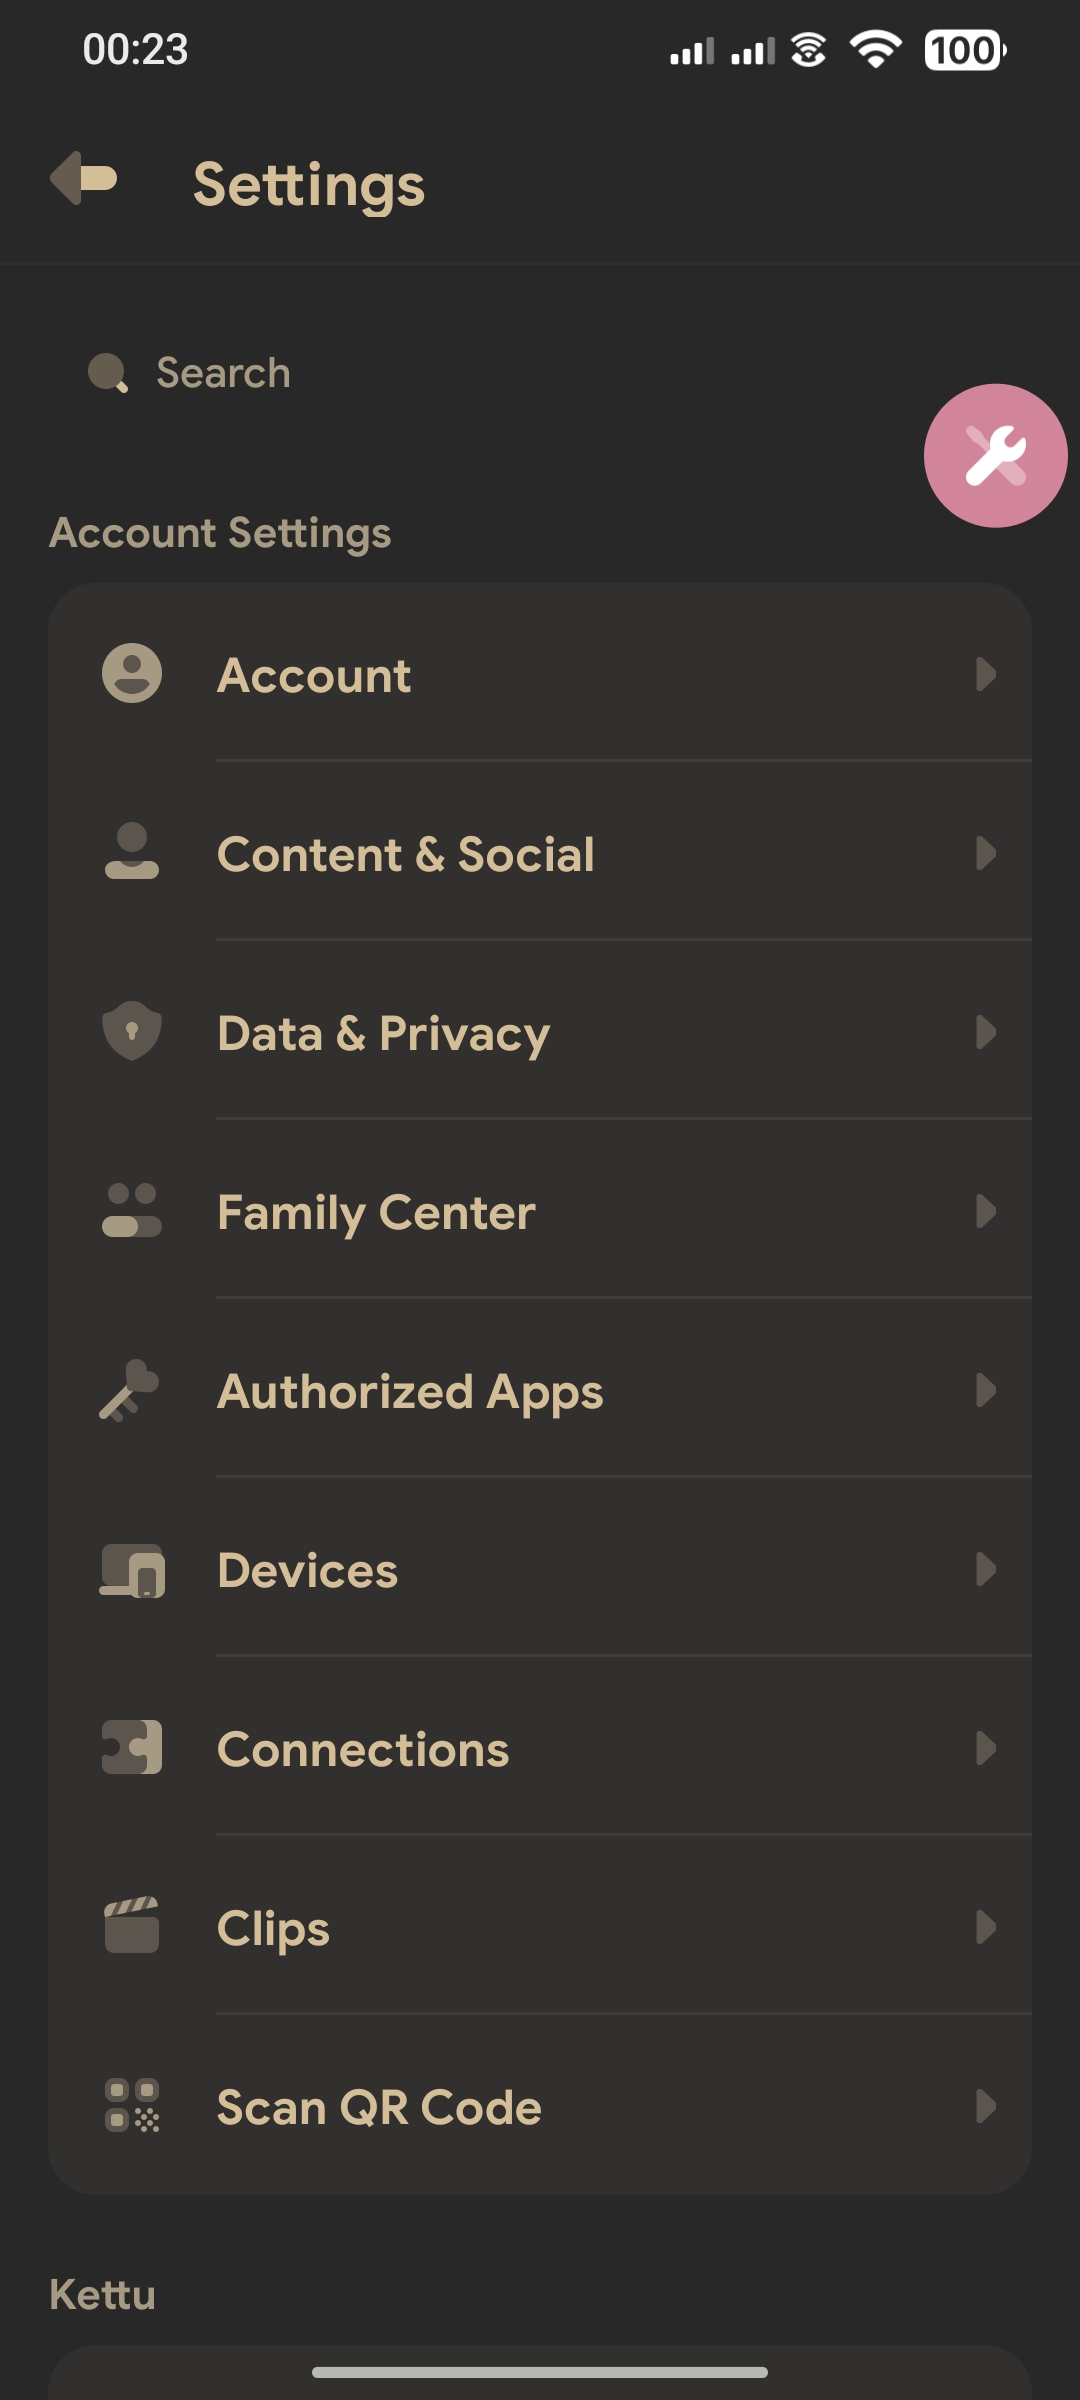 00:23
100
Settings
Search
Account Settings
Account
Content & Social
Data & Privacy
Family Center
Authorized Apps
Devices
Connections
Clips
Scan QR Code
Kettu